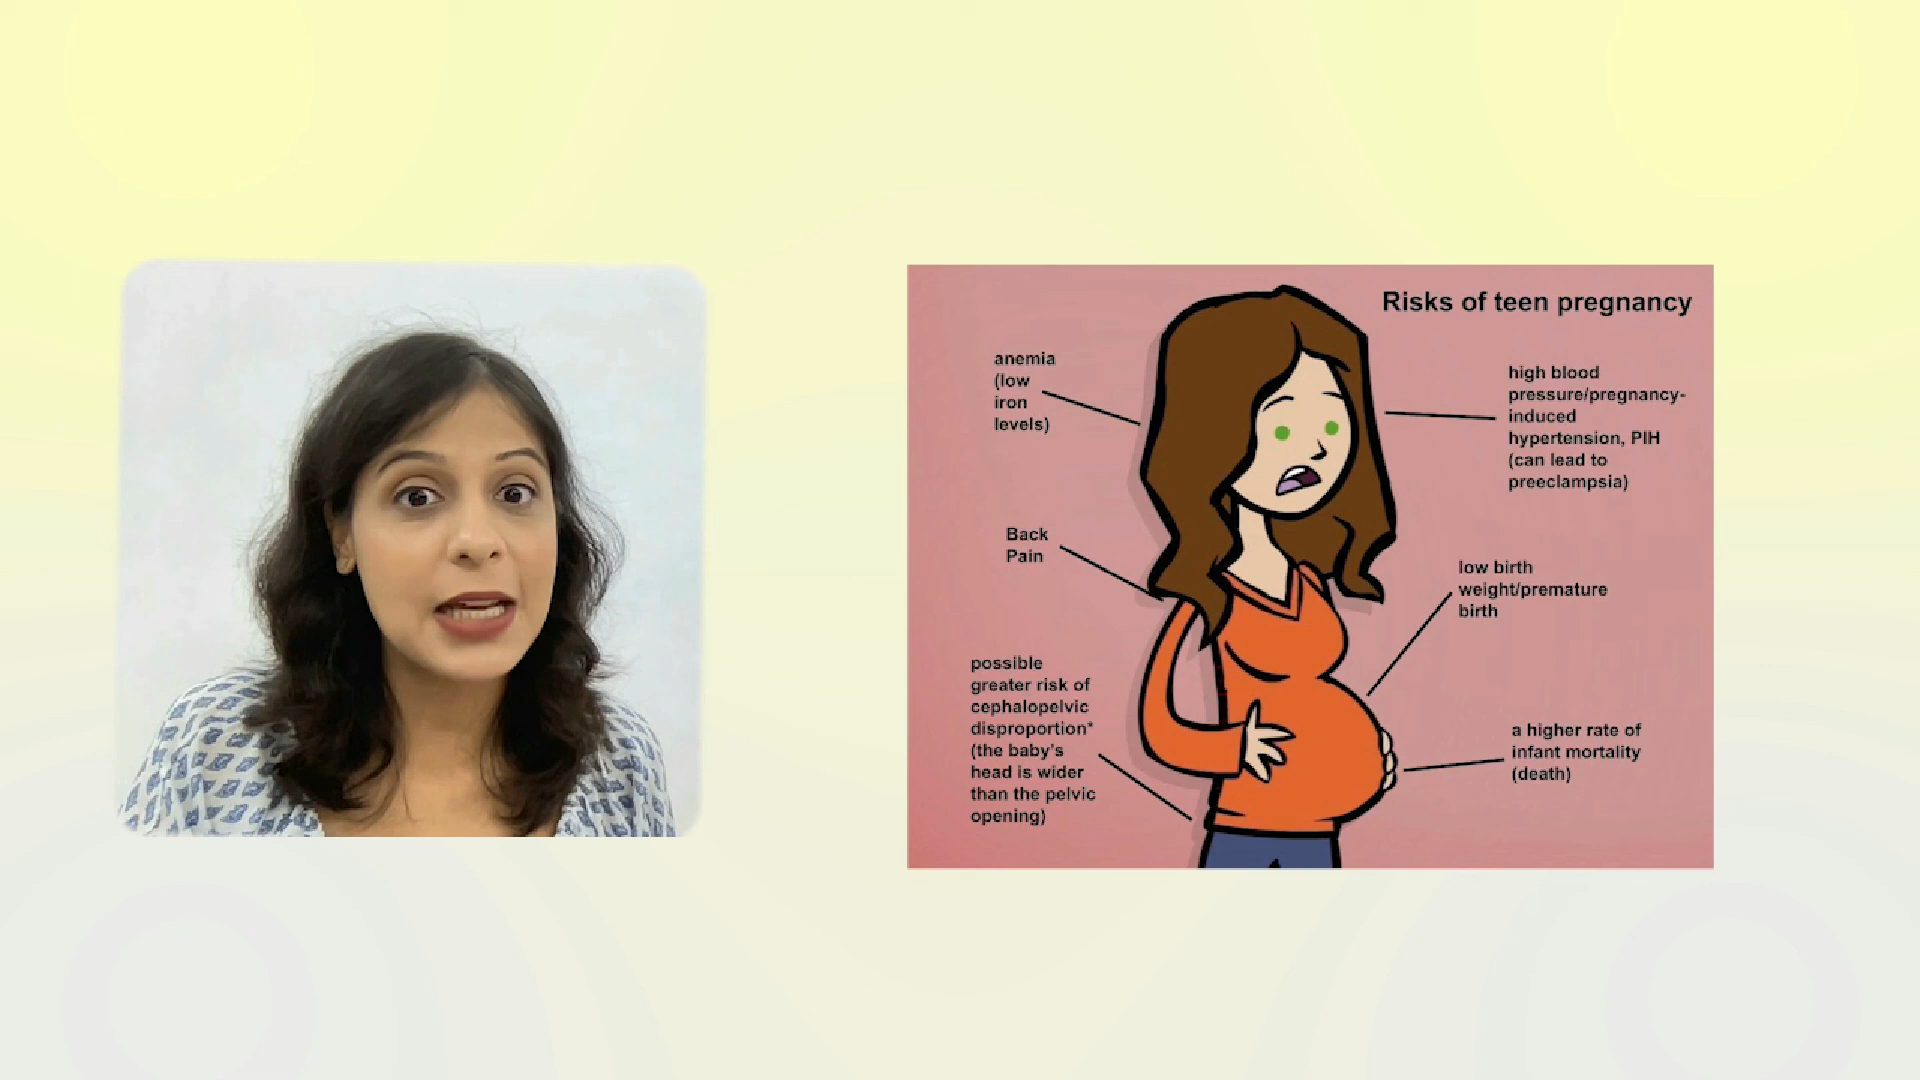 Risks of teen pregnancy
anemia
(low
iron
levels)
high blood
pressure/pregnancy-
induced
hypertension, PIH
(can lead to
preeclampsia)
Back
Pain
low birth
weight/premature
birth
possible
greater risk of
cephalopelvic
disproportion*
(the baby's
head is wider
than the pelvic
opening)
a higher rate of
infant mortality
(death)